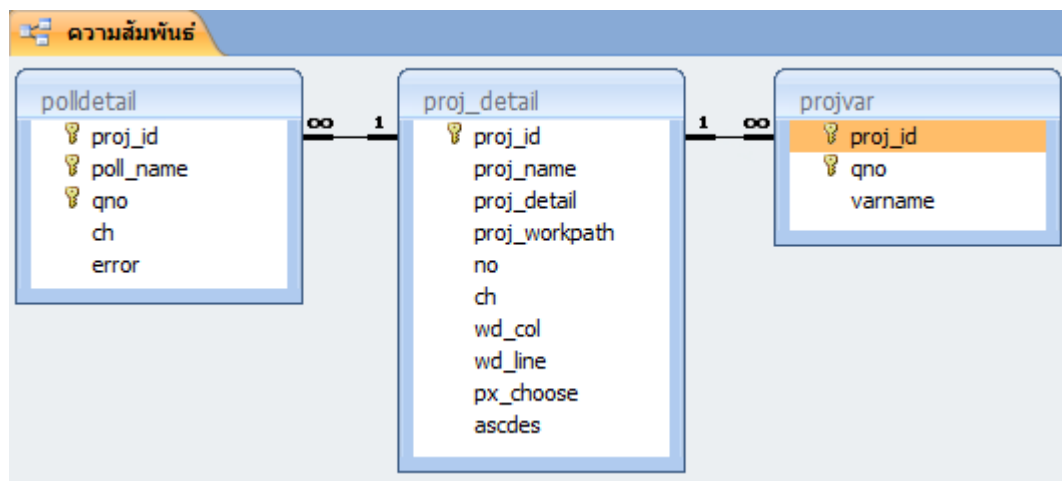 ความสัมพันธ์
polldetail
proj_id
poll_name
qno
ch
error
∞ 1
proj_detail
proj_id
proj_name
proj_detail
proj_workpath
no
ch
wd_col
wd_line
px_choose
ascdes
1 ∞
projvar
proj_id
qno
varname